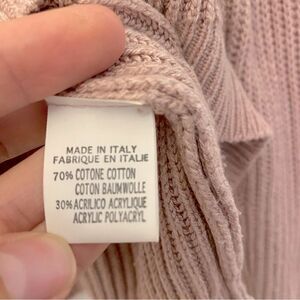 MADE IN ITALY
FABRIQUE EN ITALIE
70% COTONE COTTON
COTON BAUMWOLLE
30% ACRILICO ACRYLIQUE
ACRYLIC POLYACRYL